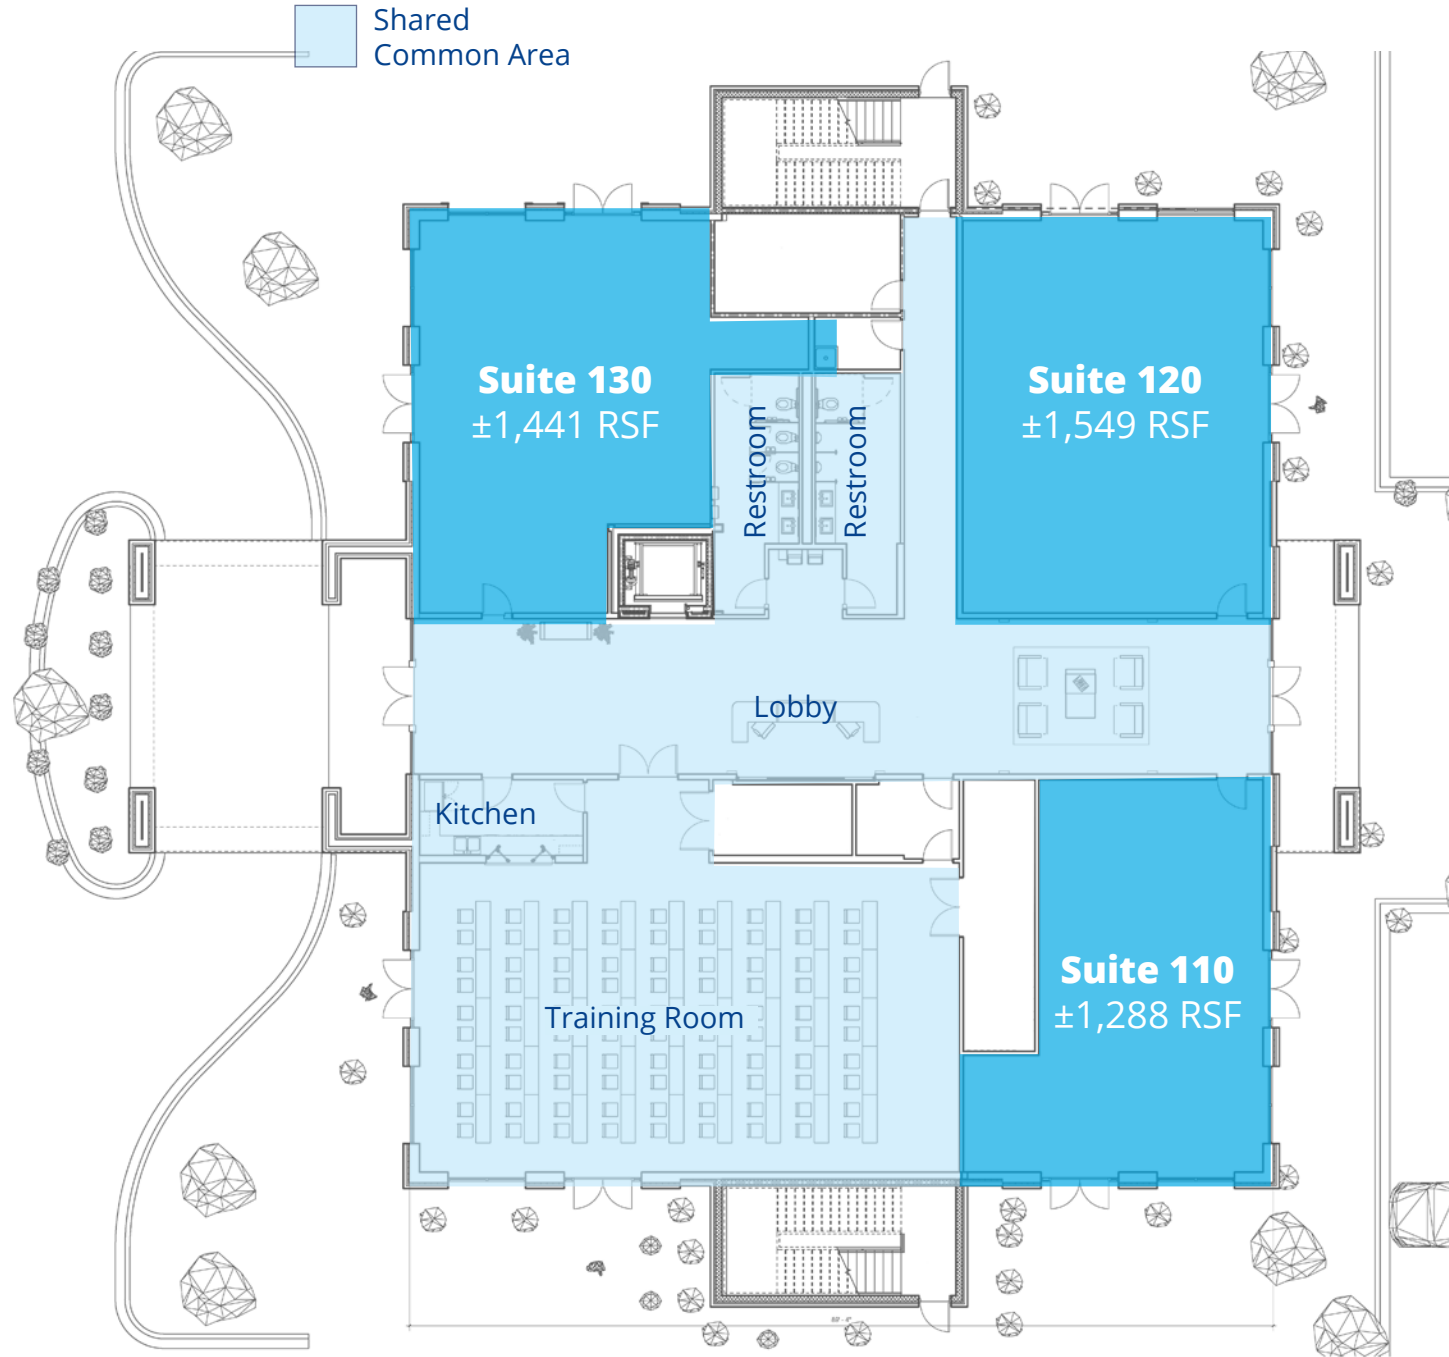 Shared
Common Area
Suite 130
±1,441 RSF
Suite 120
±1,549 RSF
Restroom
Restroom
Lobby
Kitchen
Training Room
Suite 110
±1,288 RSF